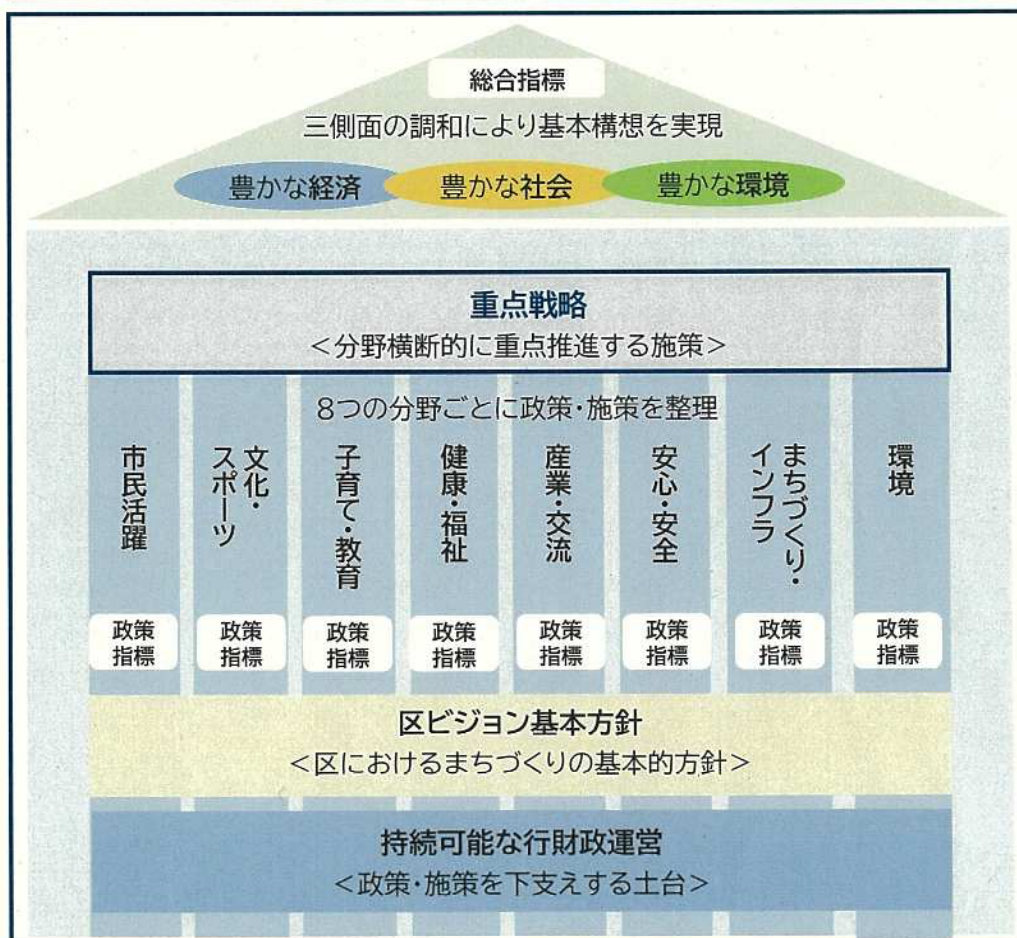 総合指標
三側面の調和により基本構想を実現
豊かな経済
豊かな社会
豊かな環境
重点戦略
＜分野横断的に重点推進する施策＞
8つの分野ごとに政策・施策を整理
市民活躍
文化・
スポーツ
子育て・教育
健康・福祉
産業・交流
安心・安全
まちづくり・
インフラ
環境
政策
指標
政策
指標
政策
指標
政策
指標
政策
指標
政策
指標
政策
指標
政策
指標
区ビジョン基本方針
＜区におけるまちづくりの基本的方針＞
持続可能な行財政運営
＜政策・施策を下支えする土台＞